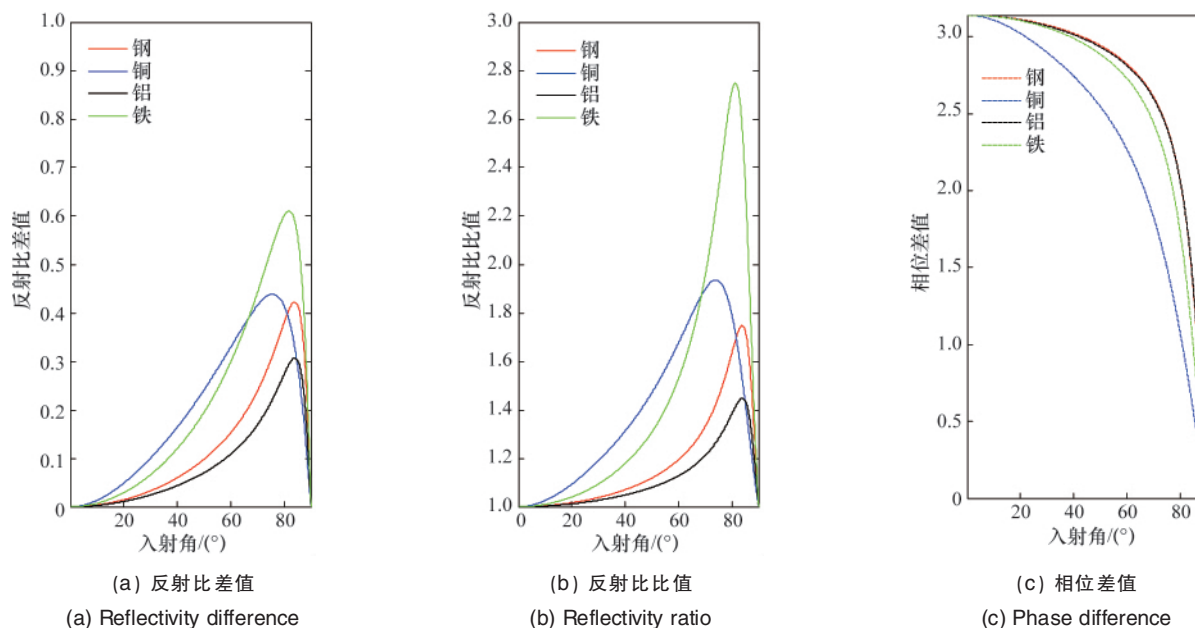 1.0
0.9
0.8
0.7
0.6
0.5
0.4
0.3
0.2
0.1
0
20
40
60
80
反射比差值
入射角/(°)
钢
铜
铝
铁
(a) 反射比差值
(a) Reflectivity difference
3.0
2.8
2.6
2.4
2.2
2.0
1.8
1.6
1.4
1.2
1.0
0
20
40
60
80
反射比比值
入射角/(°)
钢
铜
铝
铁
(b) 反射比比值
(b) Reflectivity ratio
3.0
2.5
2.0
1.5
1.0
0.5
0
20
40
60
80
相位差值
入射角/(°)
钢
铜
铝
铁
(c) 相位差值
(c) Phase difference